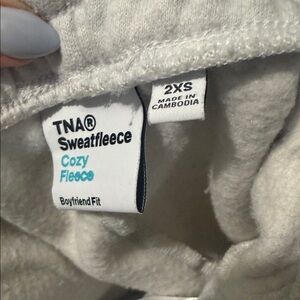 TNA®
Sweatfleece
Cozy
Fleece
Boyfriend Fit
2XS
MADE IN
CAMBODIA